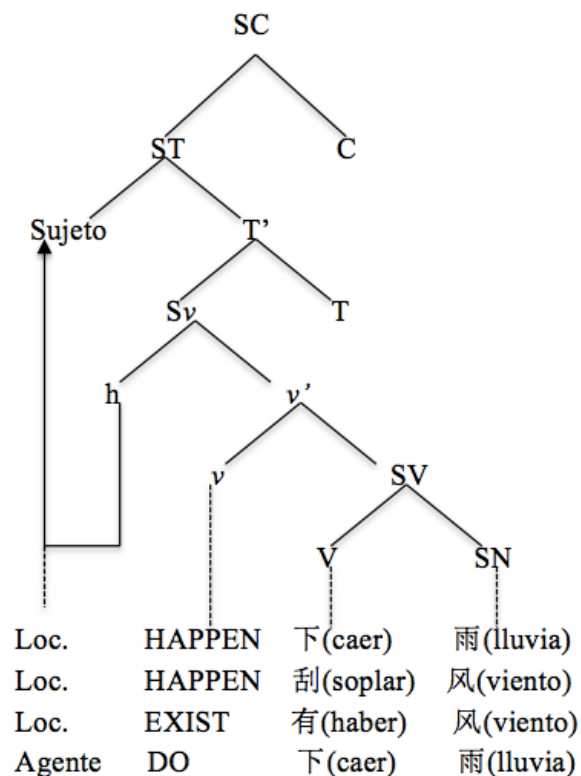 SC
ST C
Sujeto T’
Sv T
h v’
v SV
V SN
Loc. HAPPEN 下(caer) 雨(lluvia)
Loc. HAPPEN 刮(soplar) 风(viento)
Loc. EXIST 有(haber) 风(viento)
Agente DO 下(caer) 雨(lluvia)